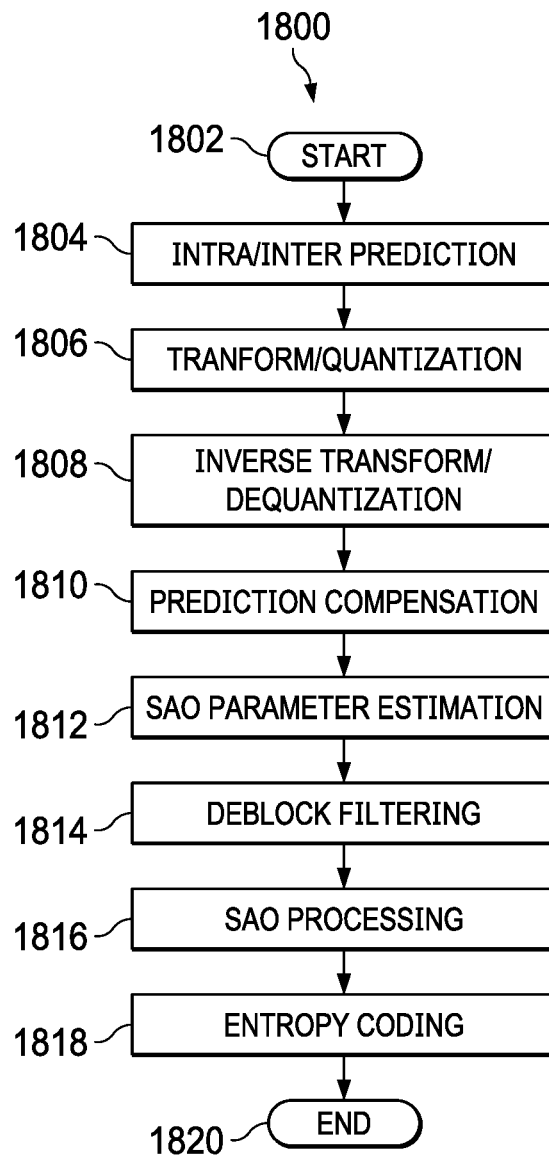 1800
1802
START
1804
INTRA/INTER PREDICTION
1806
TRANFORM/QUANTIZATION
1808
INVERSE TRANSFORM/
DEQUANTIZATION
1810
PREDICTION COMPENSATION
1812
SAO PARAMETER ESTIMATION
1814
DEBLOCK FILTERING
1816
SAO PROCESSING
1818
ENTROPY CODING
1820
END